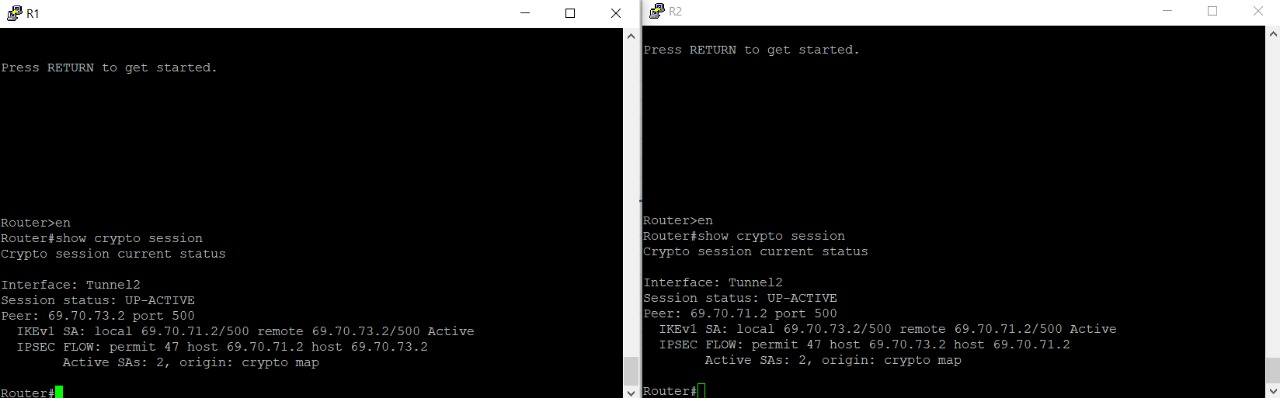 R1
Press RETURN to get started.
Router>en
Router#show crypto session
Crypto session current status
Interface: Tunnel2
Session status: UP-ACTIVE
Peer: 69.70.73.2 port 500
  IKEv1 SA: local 69.70.71.2/500 remote 69.70.73.2/500 Active
  IPSEC FLOW: permit 47 host 69.70.71.2 host 69.70.73.2
        Active SAs: 2, origin: crypto map
Router#
R2
Press RETURN to get started.
Router>en
Router#show crypto session
Crypto session current status
Interface: Tunnel2
Session status: UP-ACTIVE
Peer: 69.70.71.2 port 500
  IKEv1 SA: local 69.70.73.2/500 remote 69.70.71.2/500 Active
  IPSEC FLOW: permit 47 host 69.70.73.2 host 69.70.71.2
        Active SAs: 2, origin: crypto map
Router#